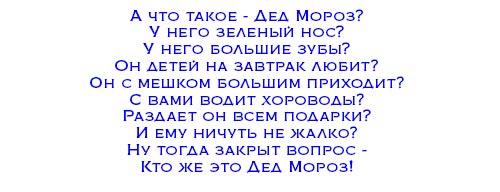 А что такое - Дед Мороз?
У него зеленый нос?
У него большие зубы?
Он детей на завтрак любит?
Он с мешком большим приходит?
С вами водит хороводы?
Раздает он всем подарки?
И ему ничуть не жалко?
Ну тогда закрыт вопрос -
Кто же это Дед Мороз!